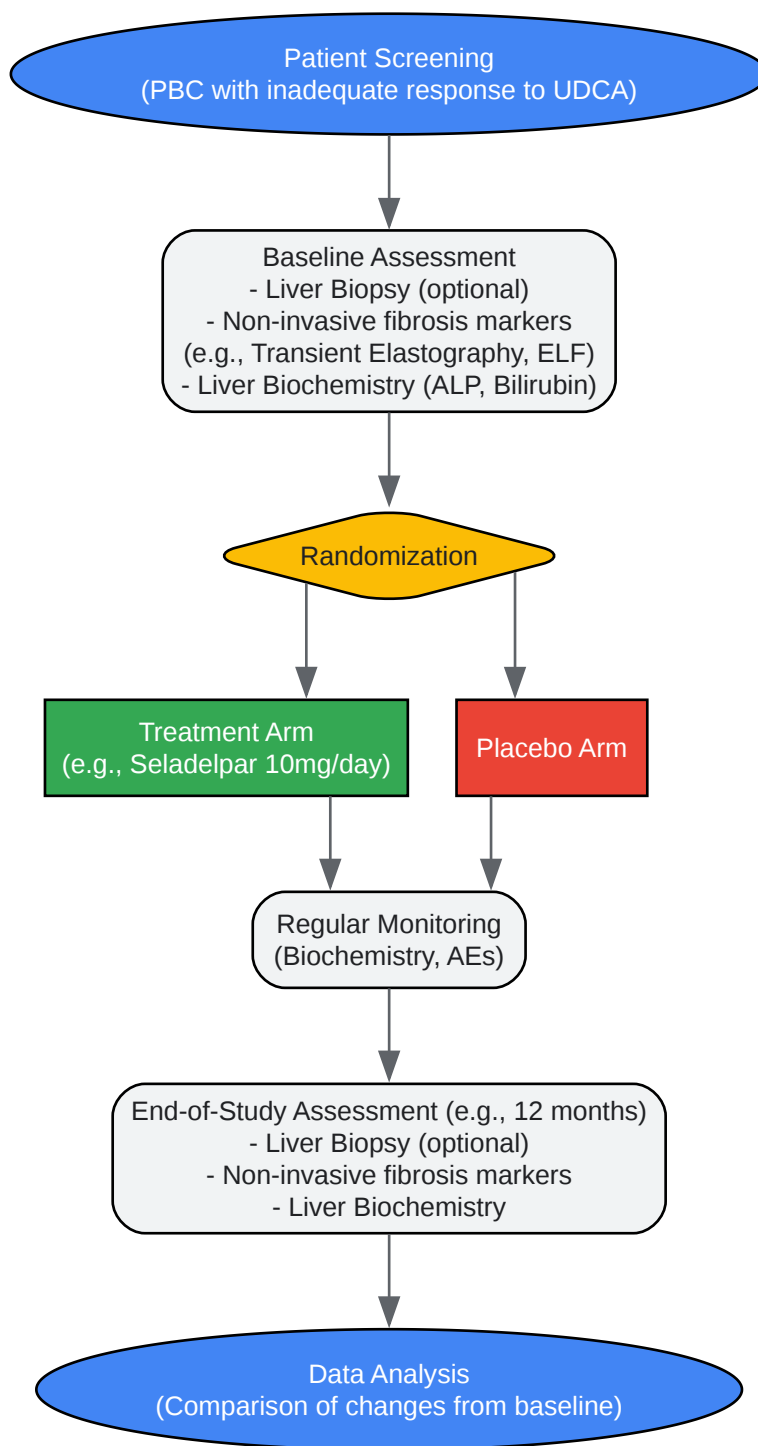 Patient Screening
(PBC with inadequate response to UDCA)
Baseline Assessment
- Liver Biopsy (optional)
- Non-invasive fibrosis markers
(e.g., Transient Elastography, ELF)
- Liver Biochemistry (ALP, Bilirubin)
Randomization
Treatment Arm
(e.g., Seladelpar 10mg/day)
Placebo Arm
Regular Monitoring
(Biochemistry, AEs)
End-of-Study Assessment (e.g., 12 months)
- Liver Biopsy (optional)
- Non-invasive fibrosis markers
- Liver Biochemistry
Data Analysis
(Comparison of changes from baseline)